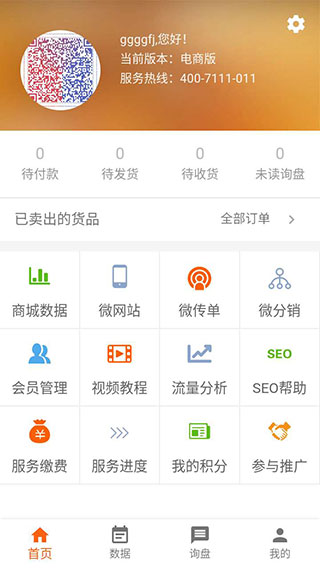 ggggfj,您好！
当前版本：电商版
服务热线：400-7111-011
0 0 0 0
待付款 待发货 待收货 未读询盘
已卖出的货品 全部订单
商城数据 微网站 微传单 微分销
SEO
会员管理 视频教程 流量分析 SEO帮助
¥
服务缴费 服务进度 我的积分 参与推广
首页 数据 询盘 我的